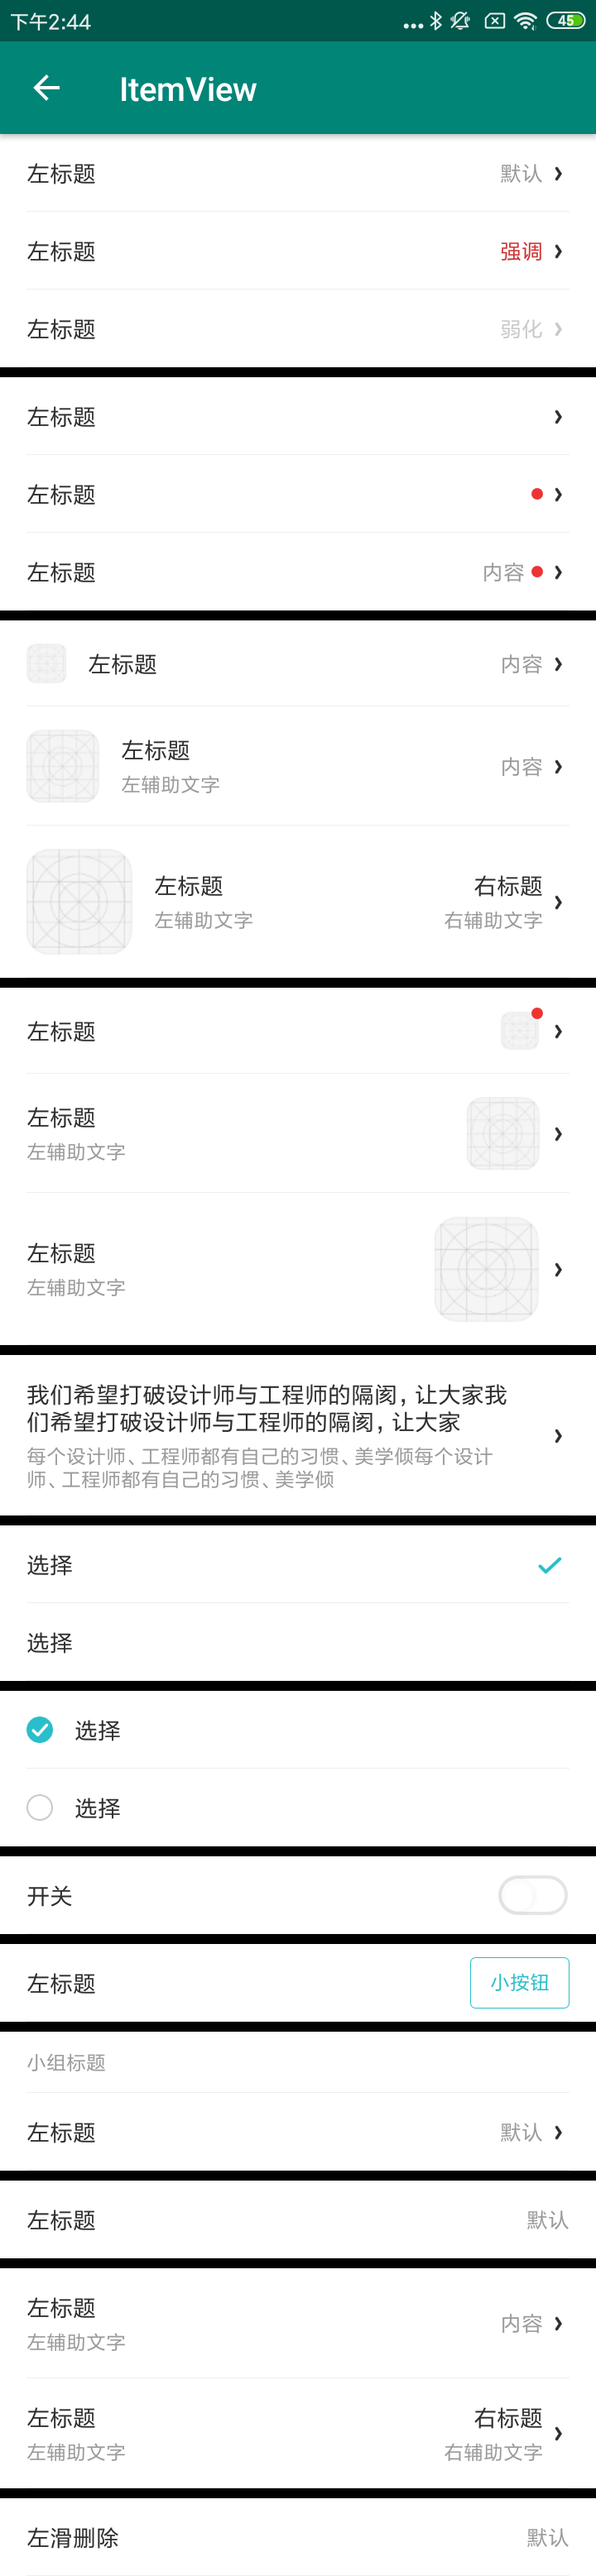 下午2:44
45
ItemView
左标题 默认
左标题 强调
左标题 弱化
左标题
左标题
左标题 内容
左标题 内容
左标题
左辅助文字
内容
左标题 右标题
左辅助文字 右辅助文字
左标题
左标题
左辅助文字
左标题
左辅助文字
我们希望打破设计师与工程师的隔阂，让大家我
们希望打破设计师与工程师的隔阂，让大家
每个设计师、工程师都有自己的习惯、美学倾每个设计
师、工程师都有自己的习惯、美学倾
选择
选择
选择
选择
开关
左标题 小按钮
小组标题
左标题 默认
左标题 默认
左标题
左辅助文字
内容
左标题 右标题
左辅助文字 右辅助文字
左滑删除 默认